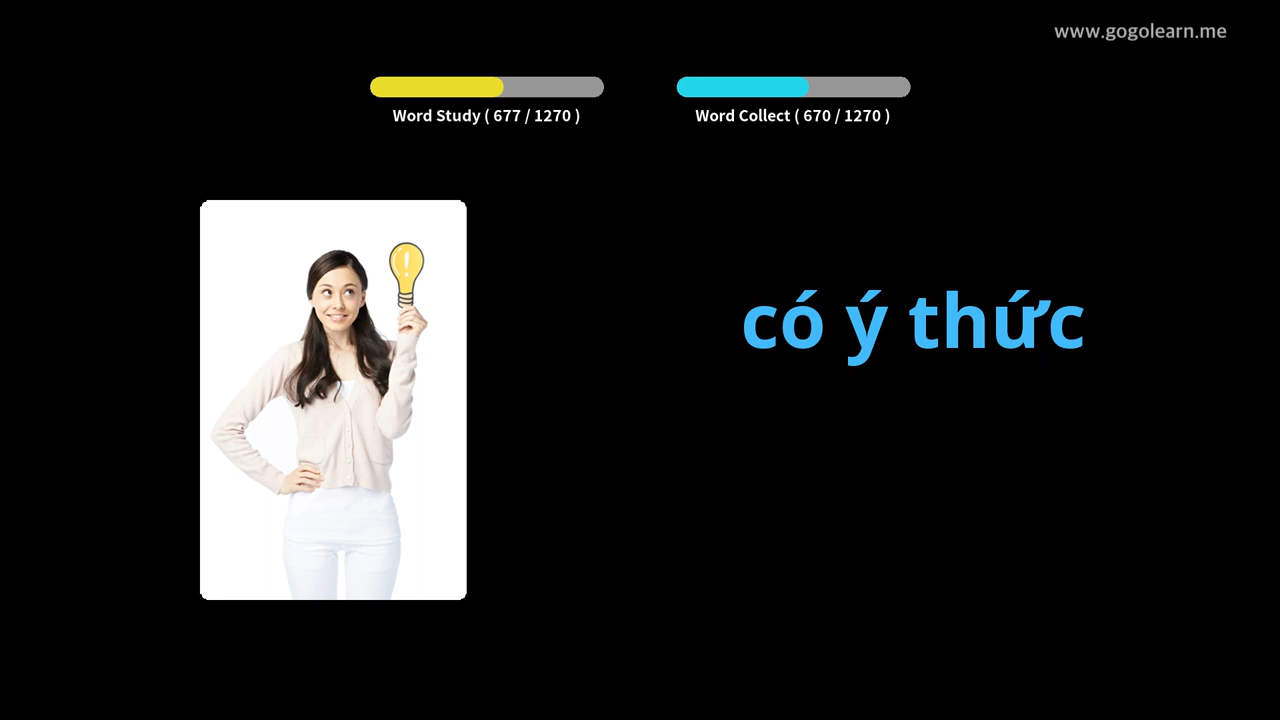 www.gogolearn.me
Word Study ( 677 / 1270 )
Word Collect ( 670 / 1270 )
!
có ý thức